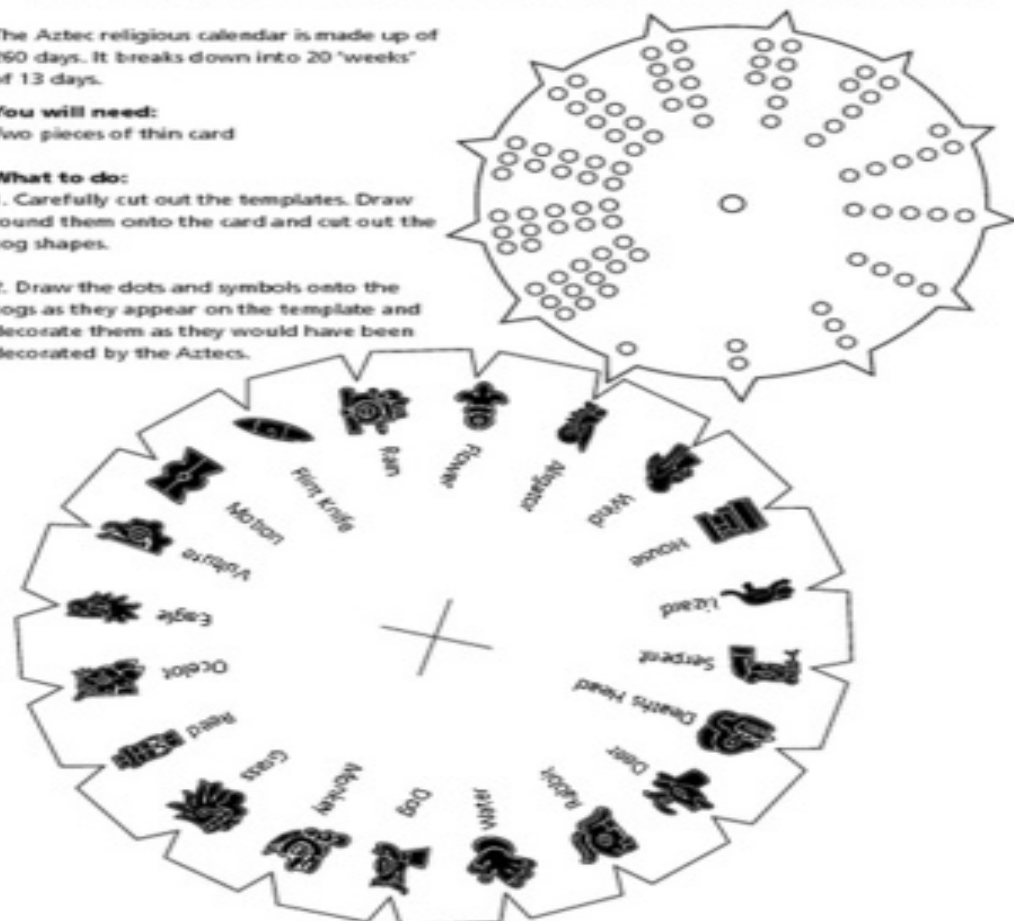 The Aztec religious calendar is made up of
260 days. It breaks down into 20 "weeks"
of 13 days.
You will need:
Two pieces of thin card
What to do:
1. Carefully cut out the templates. Draw
round them onto the card and cut out the
cog shapes.
2. Draw the dots and symbols onto the
cogs as they appear on the template and
decorate them as they would have been
decorated by the Aztecs.
Rain
Flower
Alligator
Wind
House
Lizard
Serpent
Deaths Head
Deer
Rabbit
Water
Dog
Monkey
Grass
Ocelot
Eagle
Vulture
Motion
Flint Knife